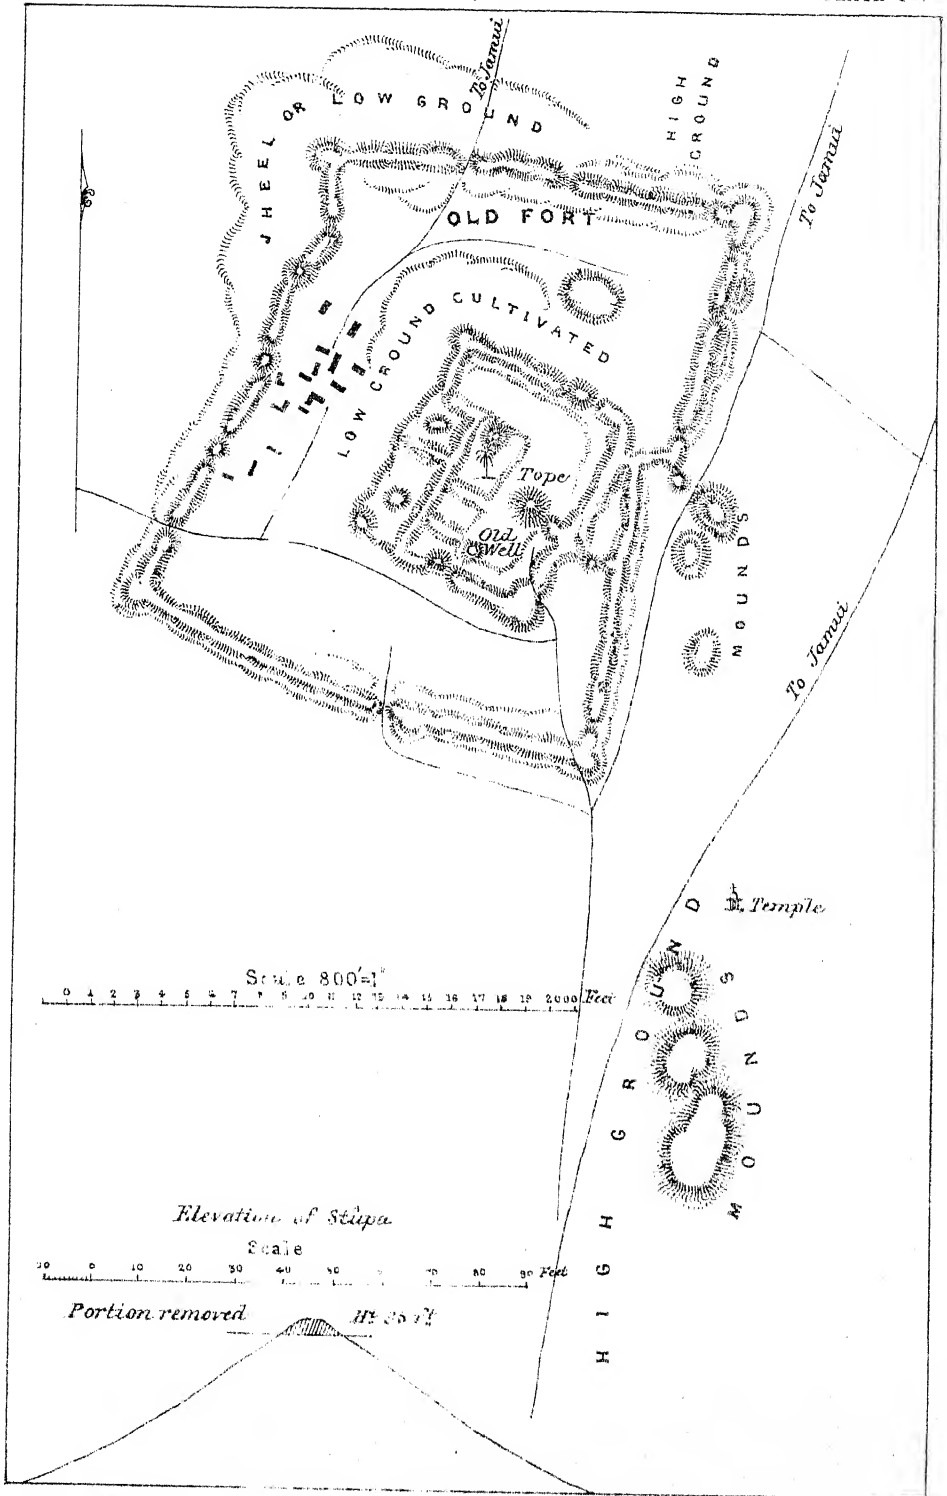 To Jamui
HIGH
GROUND
JHEEL OR LOW GROUND
To Jamui
OLD FORT
LOW GROUND CULTIVATED
Tope
Old
Well
MOUNDS
To Jamui
Temple
HIGH GROUND
MOUNDS
Scale 800'=1"
0 1 2 3 4 5 6 7 8 9 10 11 12 13 14 15 16 17 18 19 2000 Feet
Elevation of Stûpa
Scale
10 0 10 20 30 40 50 70 80 90 Feet
Portion removed Ht. ft